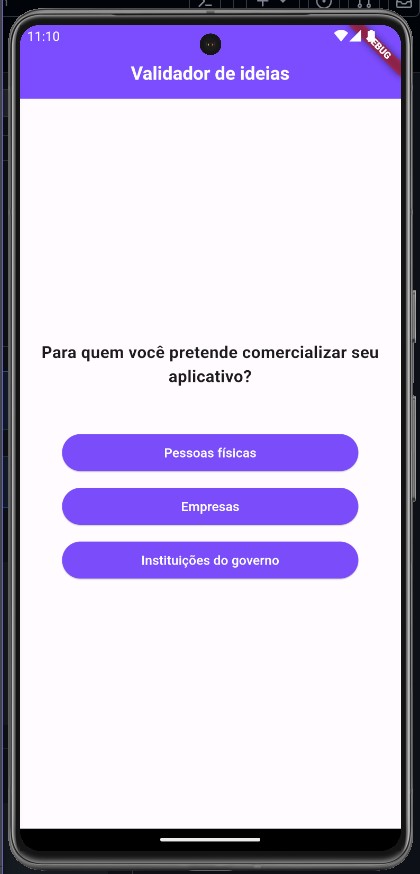 11:10
DEBUG
Validador de ideias
Para quem você pretende comercializar seu
aplicativo?
Pessoas físicas
Empresas
Instituições do governo